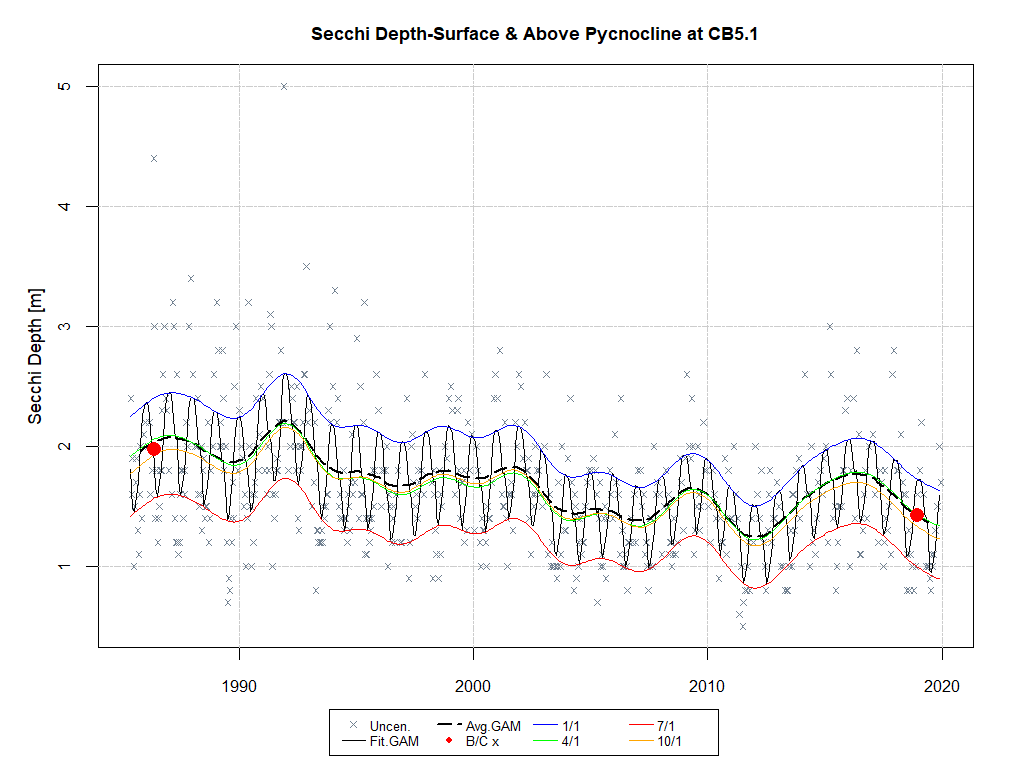 Secchi Depth-Surface & Above Pycnocline at CB5.1
Secchi Depth [m]
5
4
3
2
1
1990 2000 2010 2020
Uncen. Avg.GAM 1/1 7/1
Fit.GAM B/C x 4/1 10/1